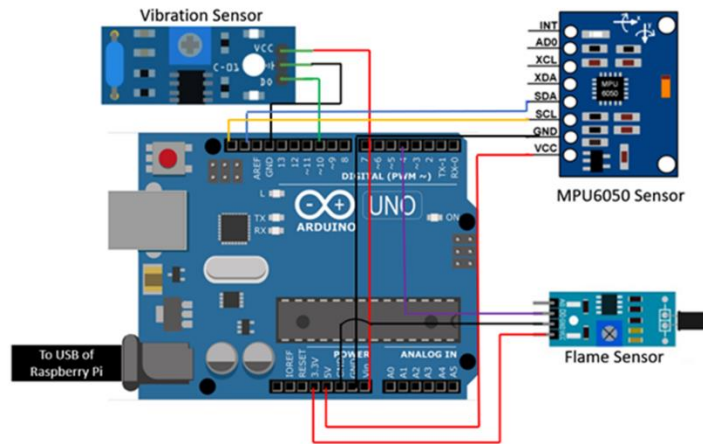 Vibration Sensor
VCC
D0
C-01
INT
AD0
XCL
XDA
SDA
SCL
GND
VCC
MPU
6050
MPU6050 Sensor
AREF
GND
13
12
~11
~10
~9
8
7
~6
~5
4
~3
2
TX-1
RX-0
DIGITAL (PWM ~)
L
TX
RX
ARDUINO
UNO
ON
To USB of
Raspberry Pi
POWER
ANALOG IN
IOREF
RESET
3.3V
5V
GND
GND
Vin
A0
A1
A2
A3
A4
A5
Flame Sensor